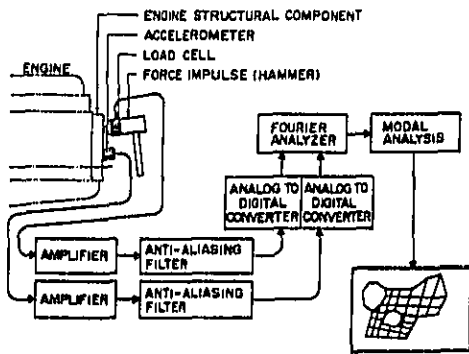 ENGINE STRUCTURAL COMPONENT
ACCELEROMETER
LOAD CELL
FORCE IMPULSE (HAMMER)
ENGINE
FOURIER
ANALYZER
MODAL
ANALYSIS
ANALOG TO
DIGITAL
CONVERTER
ANALOG TO
DIGITAL
CONVERTER
AMPLIFIER
ANTI-ALIASING
FILTER
AMPLIFIER
ANTI-ALIASING
FILTER